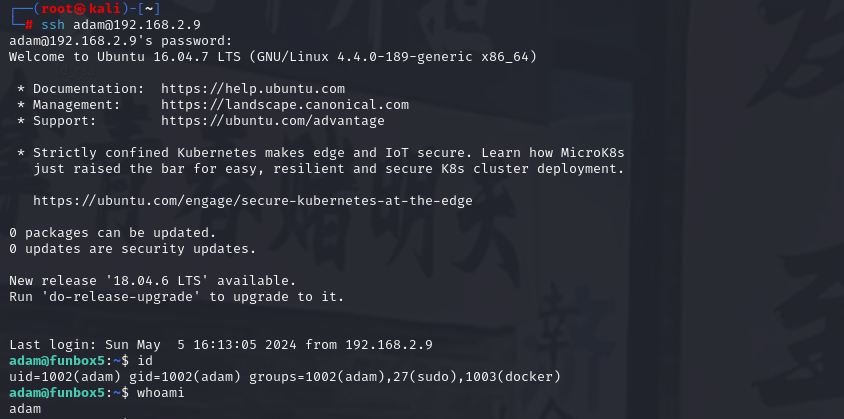 ┌──(root㉿kali)-[~]
└─# ssh adam@192.168.2.9
adam@192.168.2.9's password:
Welcome to Ubuntu 16.04.7 LTS (GNU/Linux 4.4.0-189-generic x86_64)
* Documentation:  https://help.ubuntu.com
* Management:     https://landscape.canonical.com
* Support:        https://ubuntu.com/advantage
* Strictly confined Kubernetes makes edge and IoT secure. Learn how MicroK8s
just raised the bar for easy, resilient and secure K8s cluster deployment.
https://ubuntu.com/engage/secure-kubernetes-at-the-edge
0 packages can be updated.
0 updates are security updates.
New release '18.04.6 LTS' available.
Run 'do-release-upgrade' to upgrade to it.
Last login: Sun May  5 16:13:05 2024 from 192.168.2.9
adam@funbox5:~$ id
uid=1002(adam) gid=1002(adam) groups=1002(adam),27(sudo),1003(docker)
adam@funbox5:~$ whoami
adam